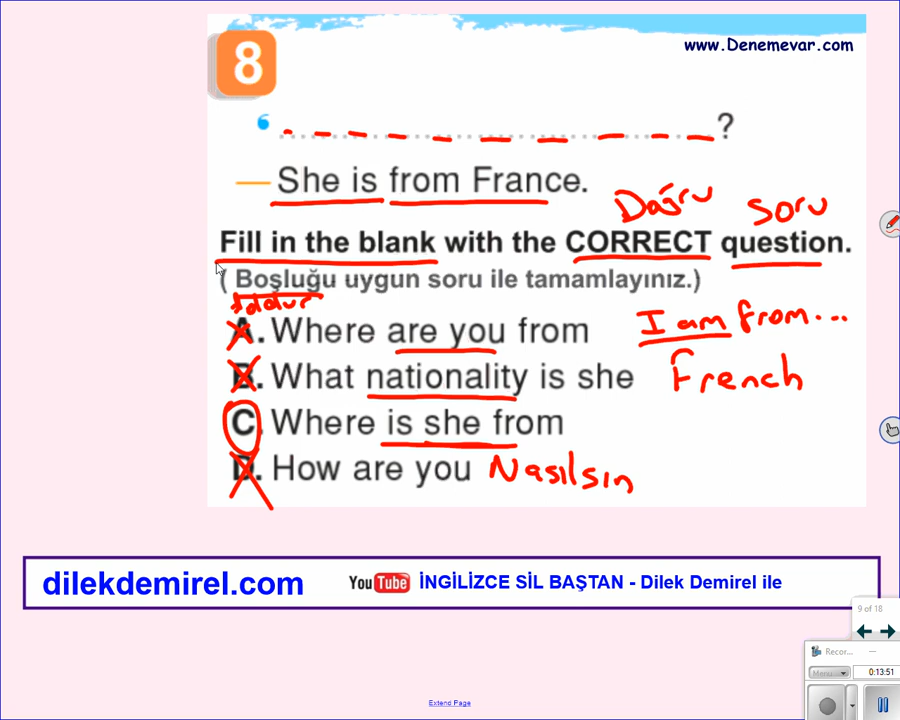 www.Denemevar.com
8
‘ ....................................................?
— She is from France.
Doğru soru
Fill in the blank with the CORRECT question.
( Boşluğu uygun soru ile tamamlayınız.)
doldur
A. Where are you from I am from...
B. What nationality is she French
C Where is she from
D. How are you Nasılsın
dilekdemirel.com YouTube İNGİLİZCE SİL BAŞTAN - Dilek Demirel ile
9 of 18
Recor...
Menu
0:13:51
Extend Page